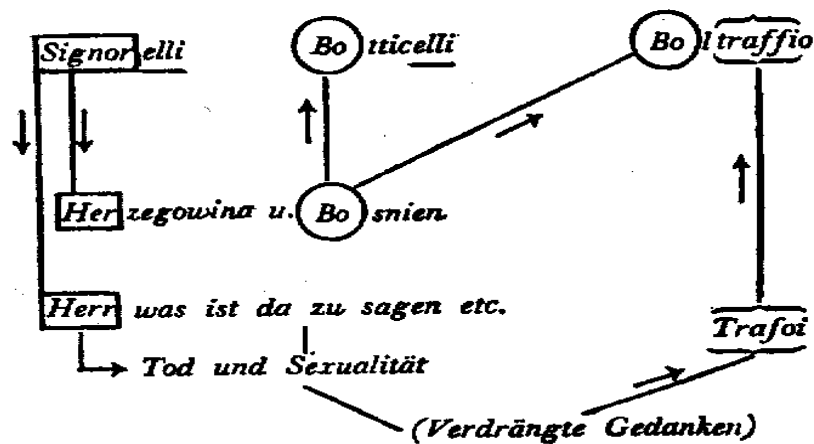 Signorelli Botticelli Boltraffio
Herzegowina u. Bosnien
Herr was ist da zu sagen etc.
Trafoi
Tod und Sexualität
(Verdrängte Gedanken)